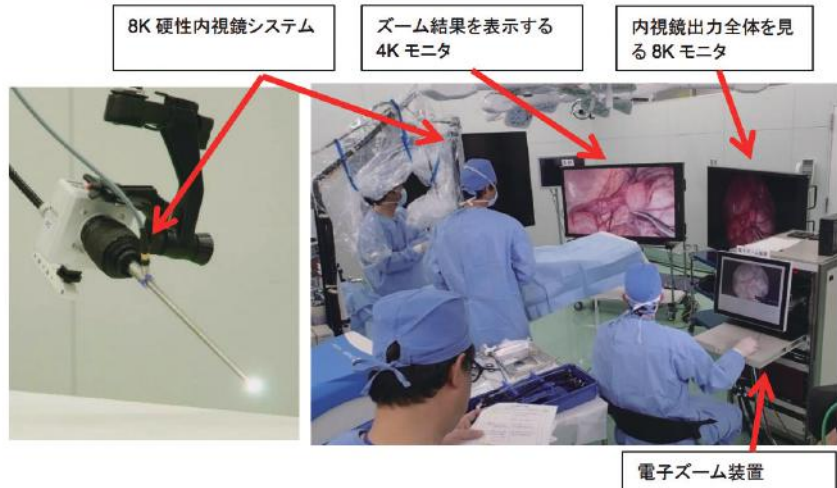 8K 硬性内視鏡システム
ズーム結果を表示する
4K モニタ
内視鏡出力全体を見
る 8K モニタ
電子ズーム装置